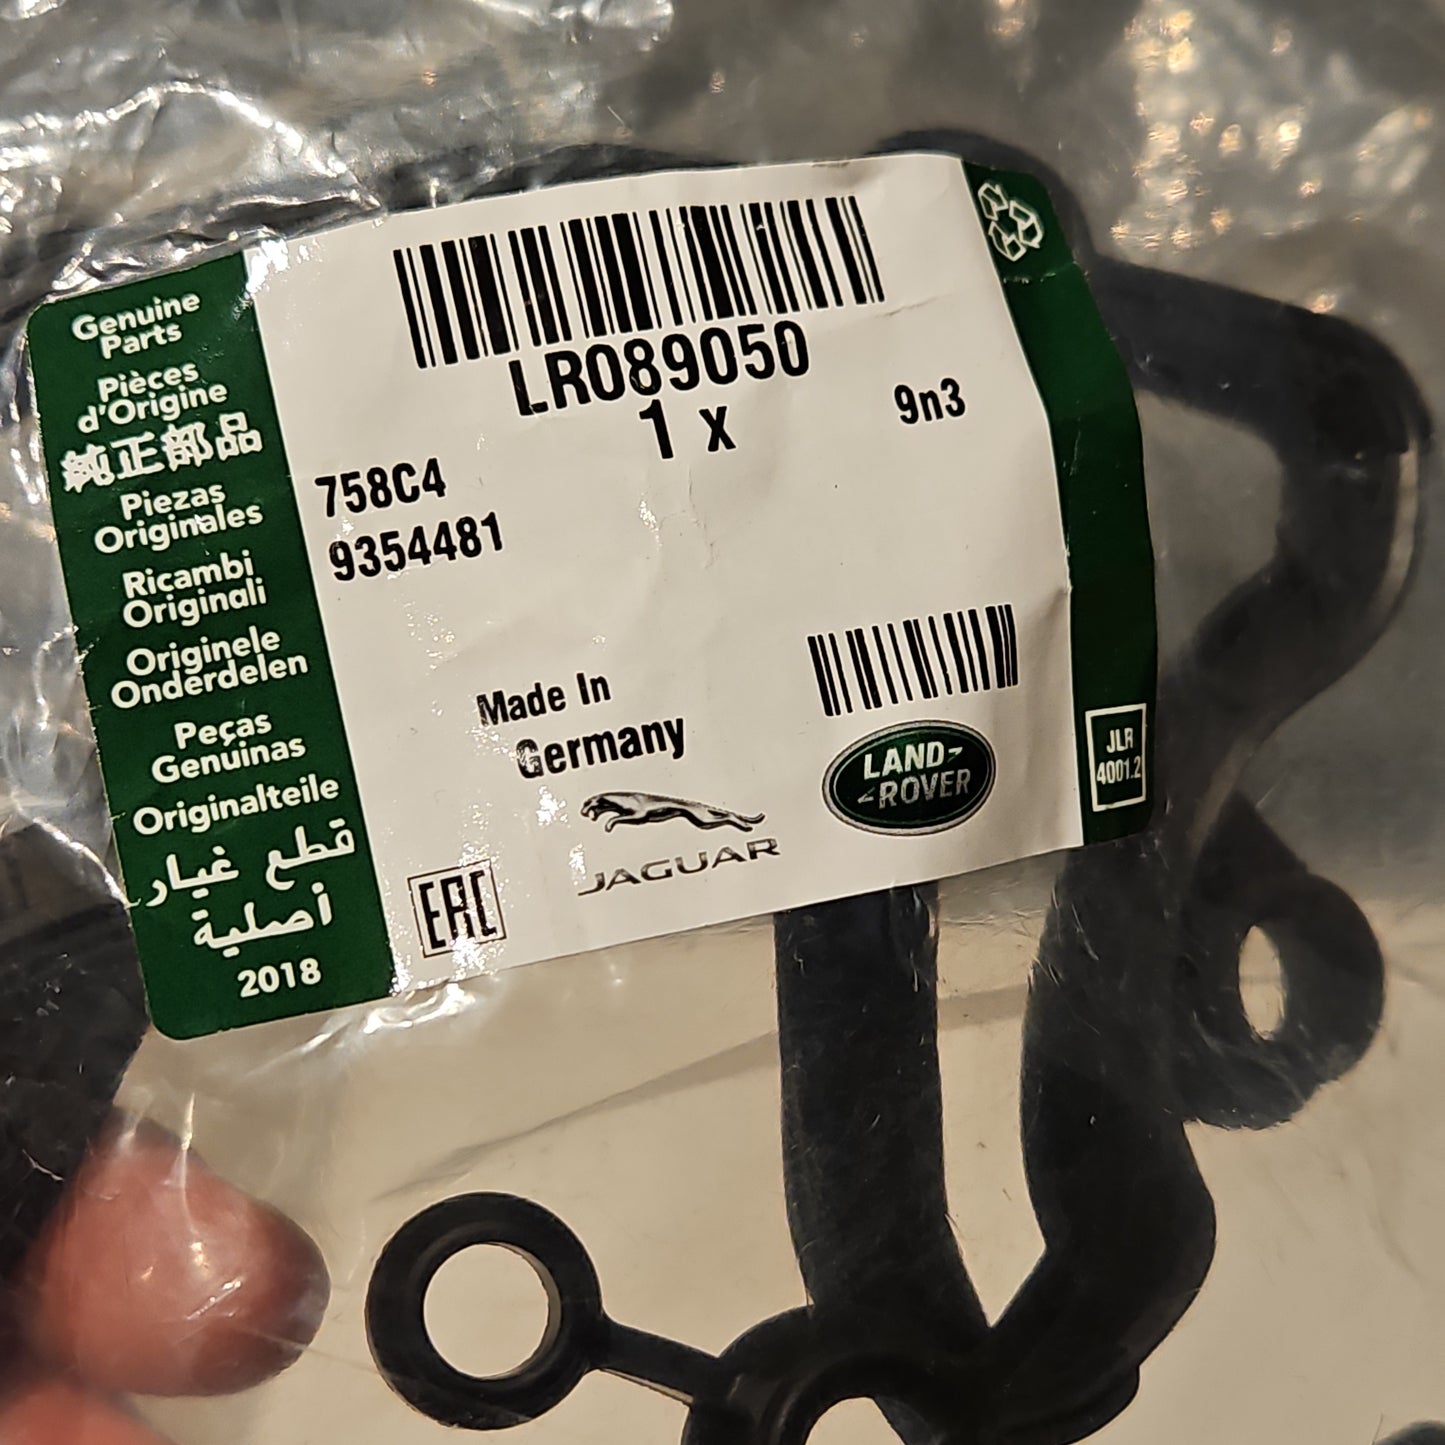 Genuine
Parts
Pièces
d'Origine
純正部品
Piezas
Originales
Ricambi
Originali
Originele
Onderdelen
Peças
Genuínas
Originalteile
قطع غيار
أصلية
2018
LR089050
1 x
9n3
758C4
9354481
Made In
Germany
EAC
JAGUAR
LAND
ROVER
JLR
4001.2